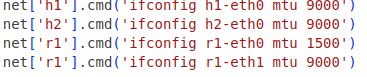 net['h1'].cmd('ifconfig h1-eth0 mtu 9000')
net['h2'].cmd('ifconfig h2-eth0 mtu 9000')
net['r1'].cmd('ifconfig r1-eth0 mtu 1500')
net['r1'].cmd('ifconfig r1-eth1 mtu 9000')